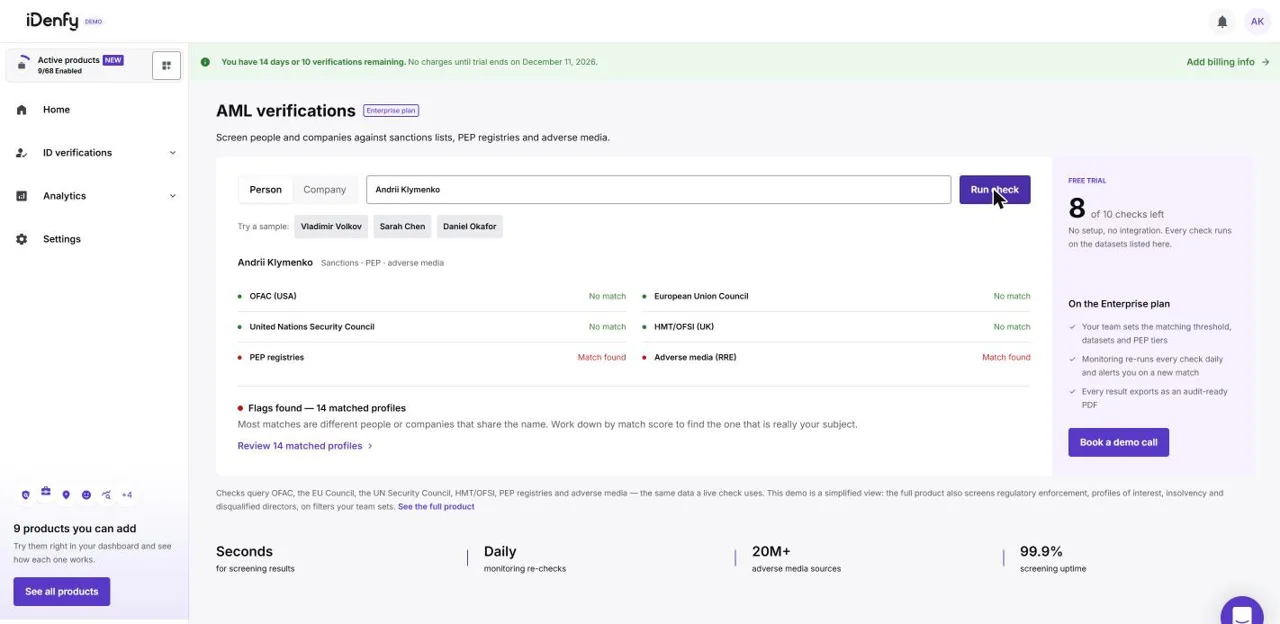 iDenfy DEMO
AK
Active products NEW
9/68 Enabled
You have 14 days or 10 verifications remaining. No charges until trial ends on December 11, 2026.
Add billing info
Home
ID verifications
Analytics
Settings
AML verifications Enterprise plan
Screen people and companies against sanctions lists, PEP registries and adverse media.
Person Company Andrii Klymenko Run check
Try a sample: Vladimir Volkov Sarah Chen Daniel Okafor
Andrii Klymenko Sanctions · PEP · adverse media
OFAC (USA) No match
European Union Council No match
United Nations Security Council No match
HMT/OFSI (UK) No match
PEP registries Match found
Adverse media (RRE) Match found
Flags found — 14 matched profiles
Most matches are different people or companies that share the name. Work down by match score to find the one that is really your subject.
Review 14 matched profiles
FREE TRIAL
8 of 10 checks left
No setup, no integration. Every check runs
on the datasets listed here.
On the Enterprise plan
Your team sets the matching threshold,
datasets and PEP tiers
Monitoring re-runs every check daily
and alerts you on a new match
Every result exports as an audit-ready
PDF
Book a demo call
Checks query OFAC, the EU Council, the UN Security Council, HMT/OFSI, PEP registries and adverse media — the same data a live check uses. This demo is a simplified view: the full product also screens regulatory enforcement, profiles of interest, insolvency and
disqualified directors, on filters your team sets. See the full product
Seconds
for screening results
Daily
monitoring re-checks
20M+
adverse media sources
99.9%
screening uptime
+4
9 products you can add
Try them right in your dashboard and see
how each one works.
See all products